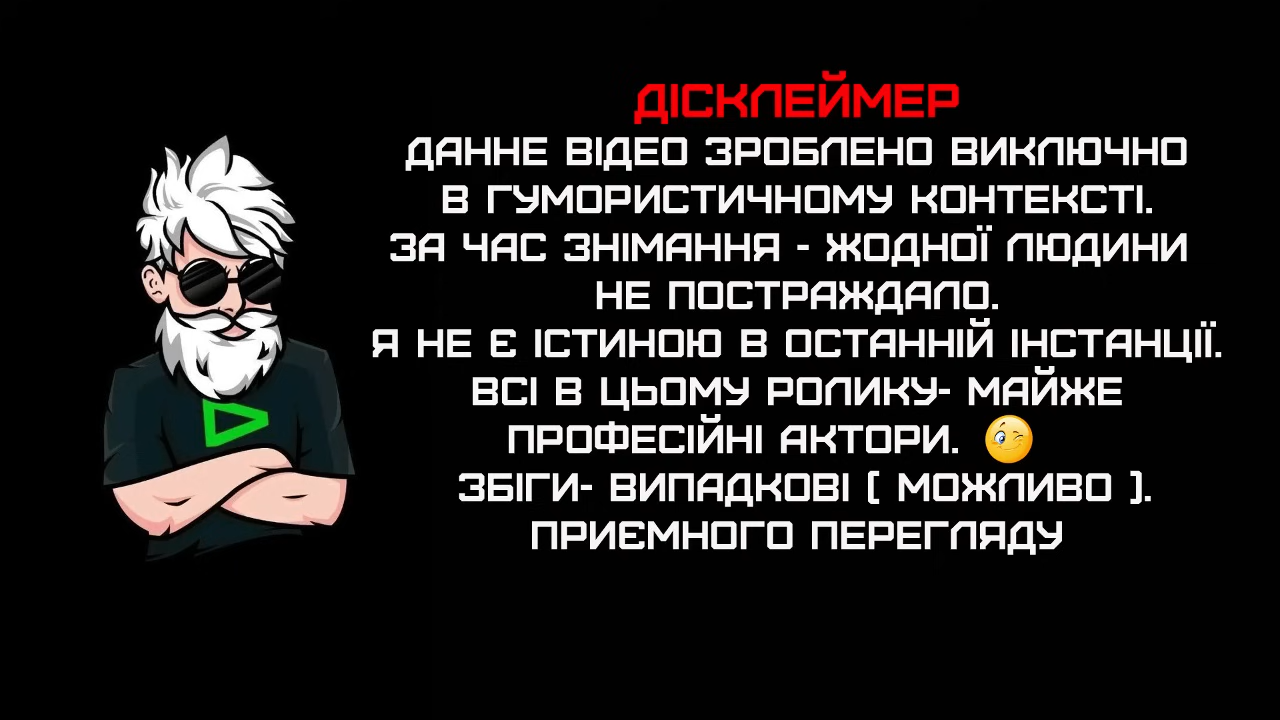 ДІСКЛЕЙМЕР
ДАННЕ ВІДЕО ЗРОБЛЕНО ВИКЛЮЧНО
В ГУМОРИСТИЧНОМУ КОНТЕКСТІ.
ЗА ЧАС ЗНІМАННЯ - ЖОДНОЇ ЛЮДИНИ
НЕ ПОСТРАЖДАЛО.
Я НЕ Є ІСТИНОЮ В ОСТАННІЙ ІНСТАНЦІЇ.
ВСІ В ЦЬОМУ РОЛИКУ- МАЙЖЕ
ПРОФЕСІЙНІ АКТОРИ. 😉
ЗБІГИ- ВИПАДКОВІ [ МОЖЛИВО ].
ПРИЄМНОГО ПЕРЕГЛЯДУ